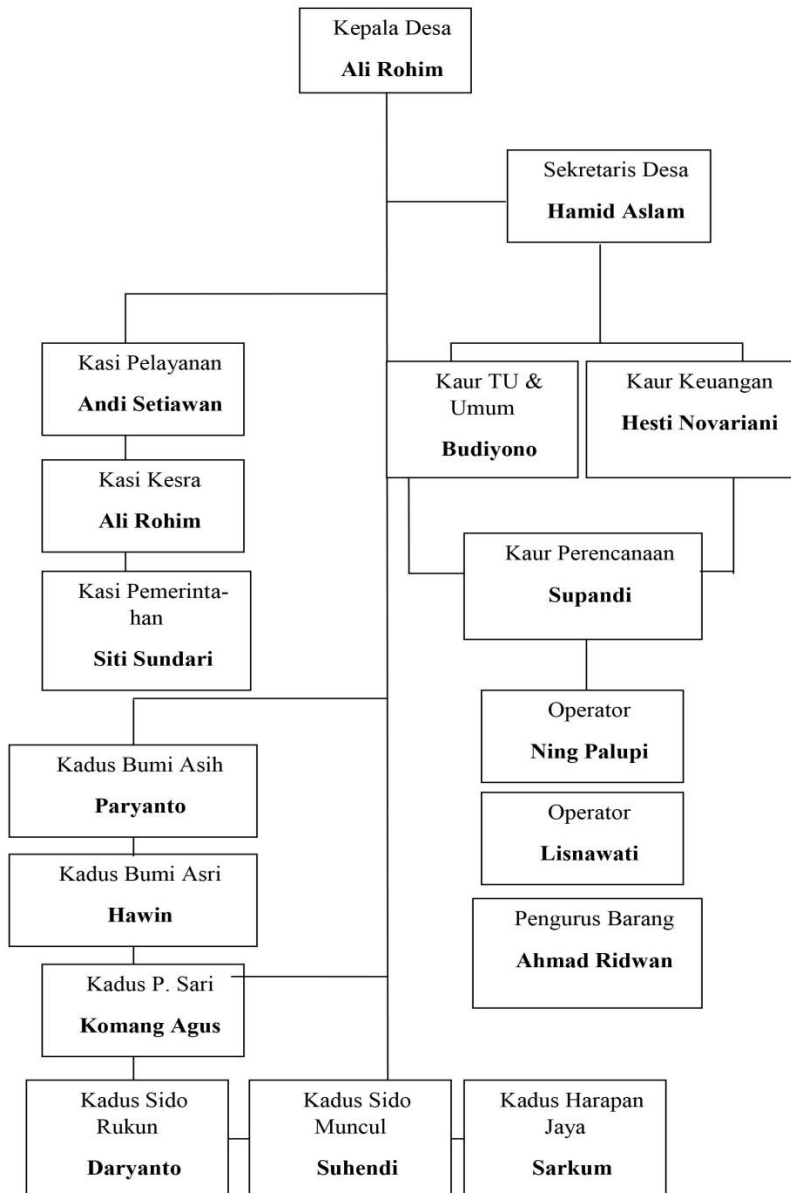 Kepala Desa
Ali Rohim
Sekretaris Desa
Hamid Aslam
Kasi Pelayanan
Andi Setiawan
Kaur TU &
Umum
Budiyono
Kaur Keuangan
Hesti Novariani
Kasi Kesra
Ali Rohim
Kaur Perencanaan
Supandi
Kasi Pemerinta-
han
Siti Sundari
Operator
Ning Palupi
Kadus Bumi Asih
Paryanto
Operator
Lisnawati
Kadus Bumi Asri
Hawin
Pengurus Barang
Ahmad Ridwan
Kadus P. Sari
Komang Agus
Kadus Sido
Rukun
Daryanto
Kadus Sido
Muncul
Suhendi
Kadus Harapan
Jaya
Sarkum